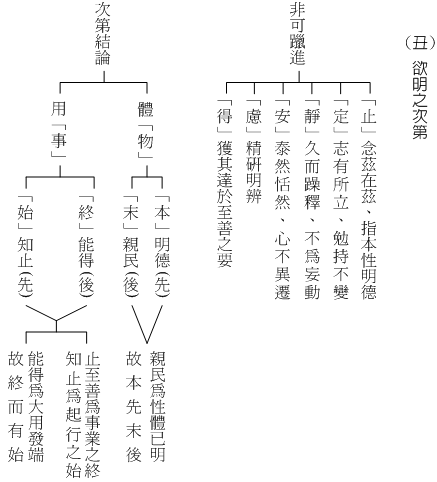 （丑）欲明之次第
非可躐進
「止」念茲在茲、指本性明德
「定」志有所立、勉持不變
「靜」久而躁釋、不爲妄動
「安」泰然恬然、心不異遷
「慮」精研明辨
「得」獲其達於至善之要
次第結論
體「物」
「本」明德(先)
「末」親民(後)
親民爲性體已明
故本先末後
用「事」
「終」能得(後)
「始」知止(先)
止至善爲事業之終
知止爲起行之始
能得爲大用發端
故終而有始